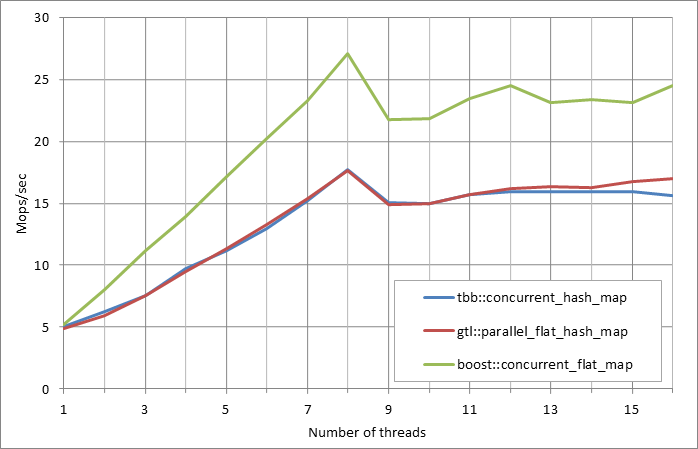 30
25
20
15
10
5
0
Mops/sec
tbb::concurrent_hash_map
gtl::parallel_flat_hash_map
boost::concurrent_flat_map
1 3 5 7 9 11 13 15
Number of threads